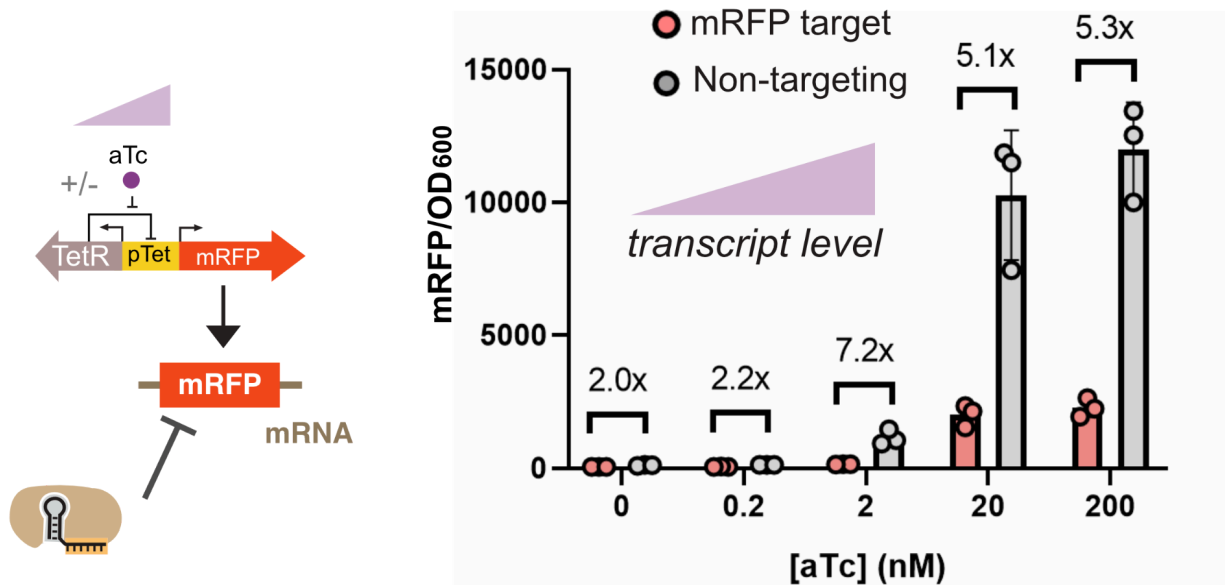 aTc
+/-
TetR
pTet
mRFP
mRFP
mRNA
mRFP target
Non-targeting
mRFP/OD600
15000
10000
5000
0
transcript level
2.0x
2.2x
7.2x
5.1x
5.3x
0
0.2
2
20
200
[aTc] (nM)